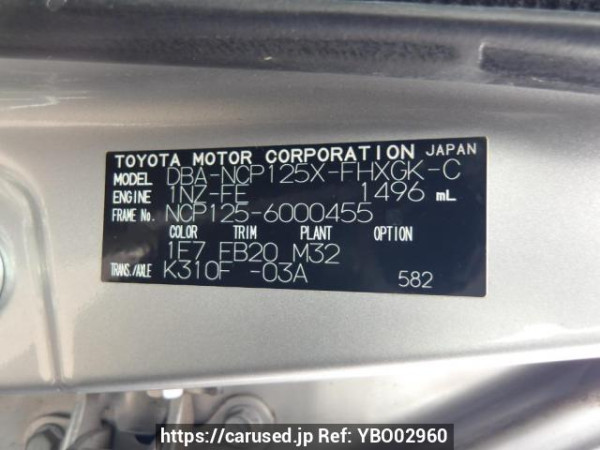 TOYOTA MOTOR CORPORATION JAPAN
MODEL DBA-NCP125X-FHXGK-C
ENGINE 1NZ-FE 1496 mL
FRAME No. NCP125-6000455
COLOR TRIM PLANT OPTION
1F7 FB20 M32
TRANS./AXLE K310F -03A 582
https://carused.jp Ref: YBO02960